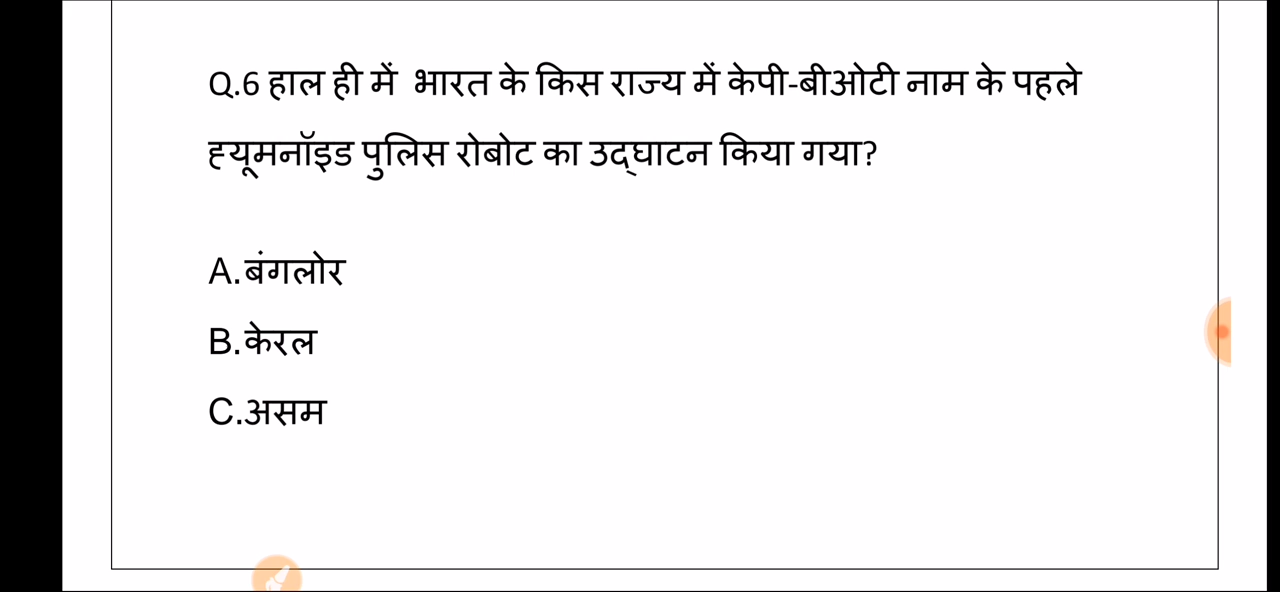 Q.6 हाल ही में भारत के किस राज्य में केपी-बीओटी नाम के पहले
ह्यूमनॉइड पुलिस रोबोट का उद्घाटन किया गया?
A.बंगलोर
B.केरल
C.असम